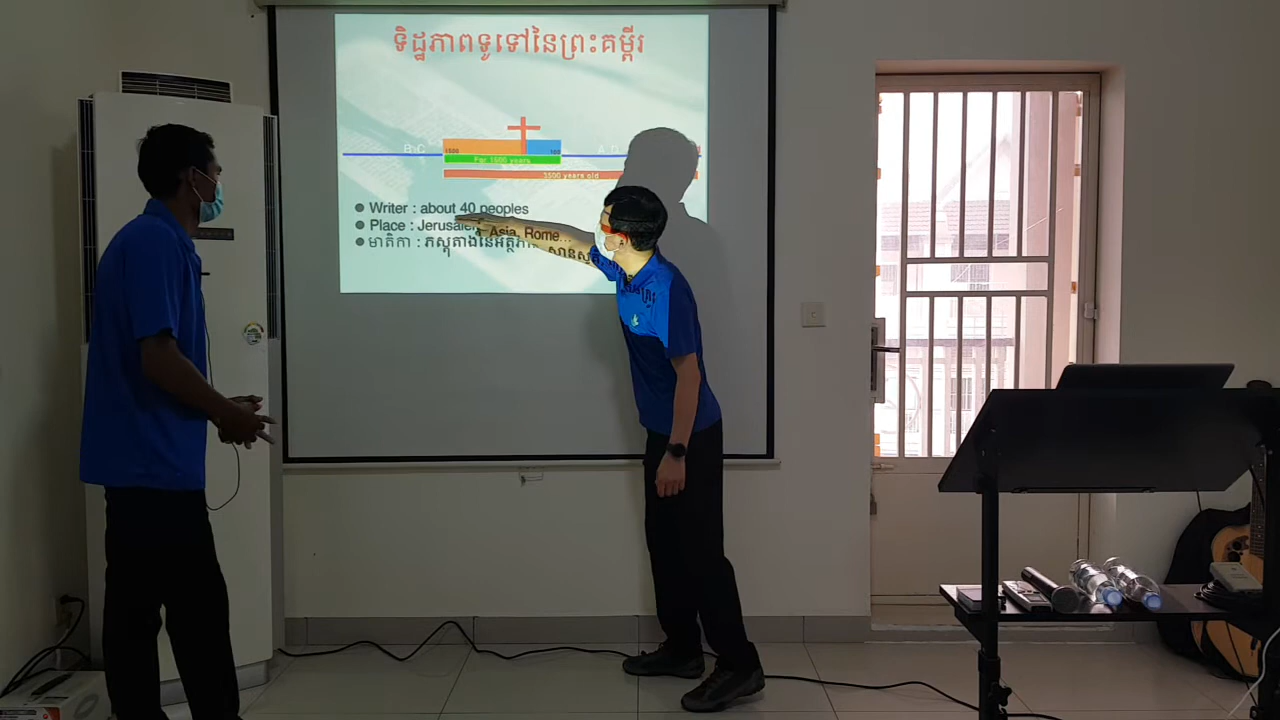 ទិដ្ឋភាពទូទៅនៃព្រះគម្ពីរ
B.C
A.D
1500
100
For 1600 years
3500 years old
Writer : about 40 peoples
Place : Jerusalem, Asia, Rome...
មាតិកា : ភស្តុតាងនៃអត្ថភាព